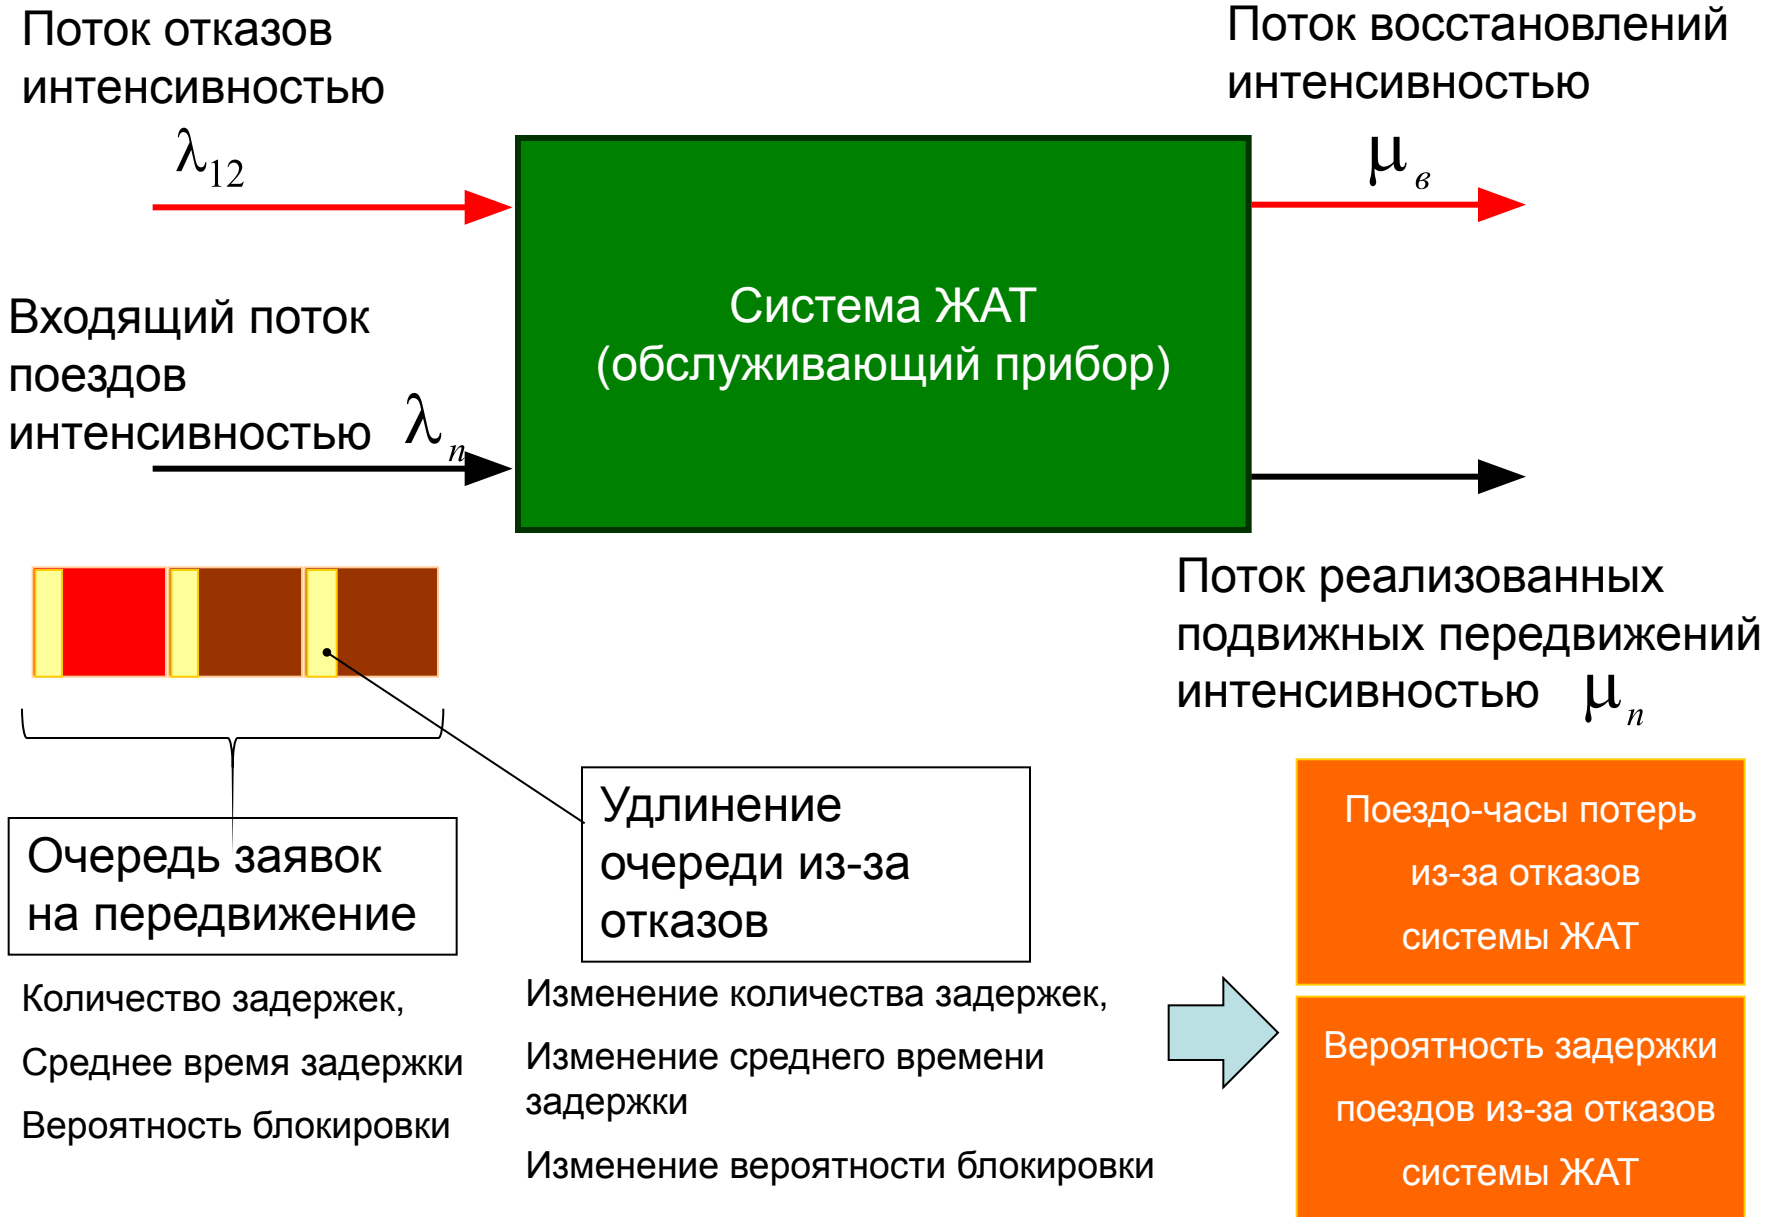 Поток отказов
интенсивностью
λ12
Поток восстановлений
интенсивностью
μв
Входящий поток
поездов
интенсивностью λп
Система ЖАТ
(обслуживающий прибор)
Поток реализованных
подвижных передвижений
интенсивностью μп
Очередь заявок
на передвижение
Удлинение
очереди из-за
отказов
Количество задержек,
Среднее время задержки
Вероятность блокировки
Изменение количества задержек,
Изменение среднего времени
задержки
Изменение вероятности блокировки
Поездо-часы потерь
из-за отказов
системы ЖАТ
Вероятность задержки
поездов из-за отказов
системы ЖАТ